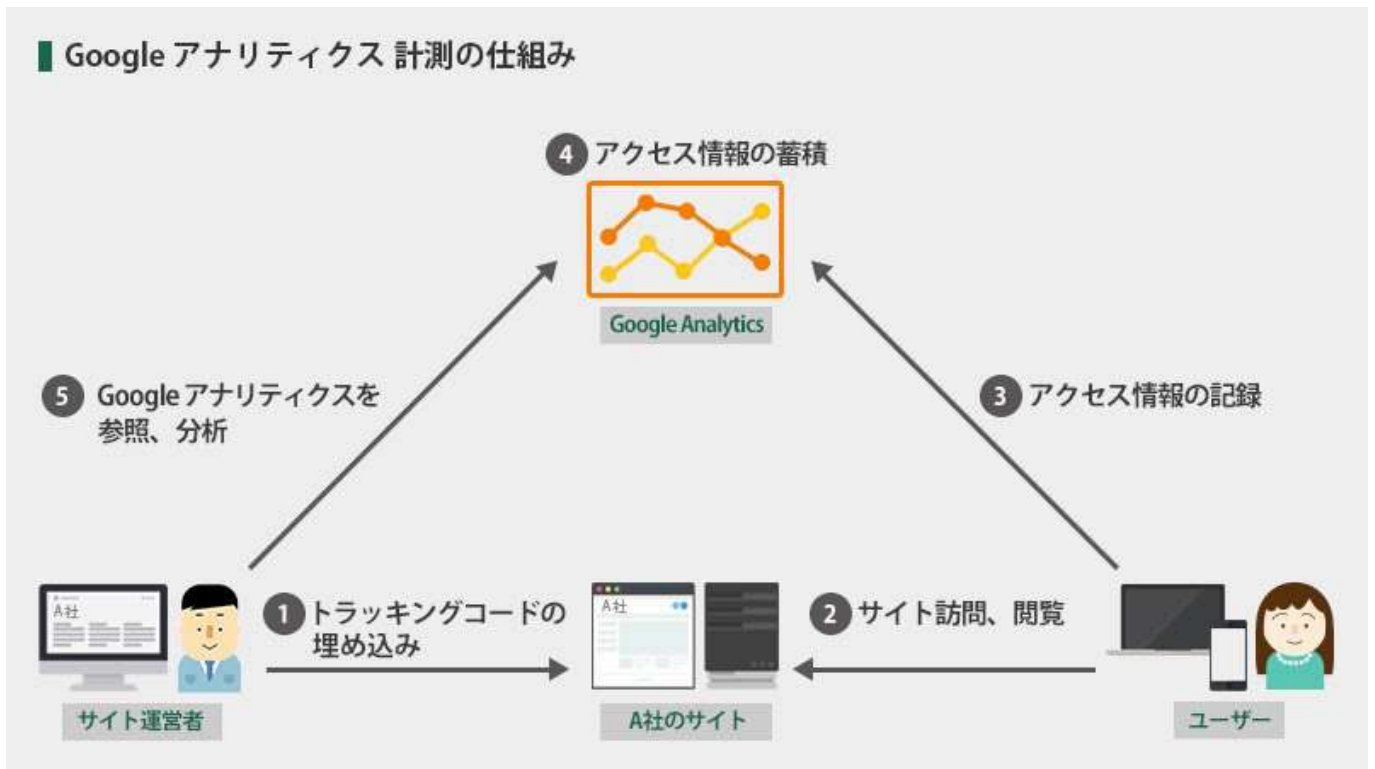 Google アナリティクス 計測の仕組み
4 アクセス情報の蓄積
Google Analytics
5 Google アナリティクスを
参照、分析
3 アクセス情報の記録
A社
1 トラッキングコードの
埋め込み
A社
2 サイト訪問、閲覧
サイト運営者
A社のサイト
ユーザー